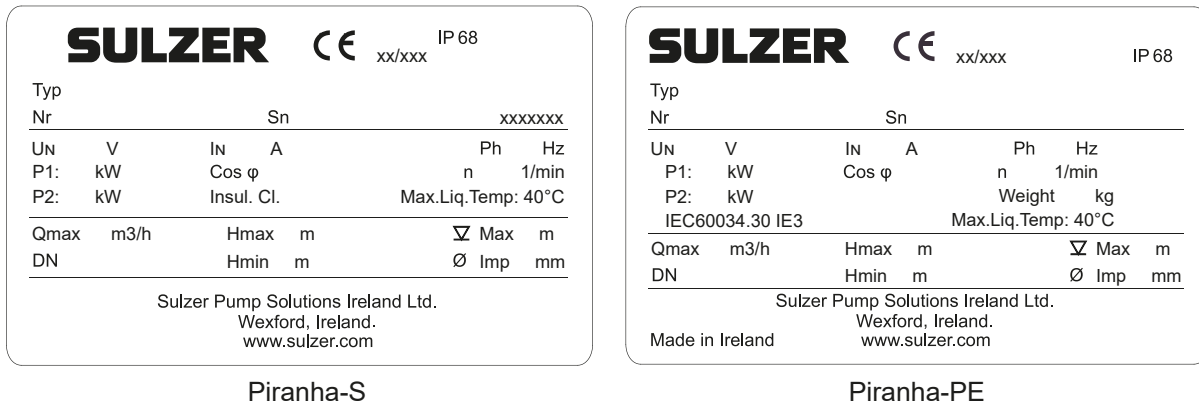 SULZER CE xx/xxx IP 68
Typ
Nr Sn xxxxxxx
UN V IN A Ph Hz
P1: kW Cos φ n 1/min
P2: kW Insul. Cl. Max.Liq.Temp: 40°C
Qmax m3/h Hmax m Max m
DN Hmin m Ø Imp mm
Sulzer Pump Solutions Ireland Ltd.
Wexford, Ireland.
www.sulzer.com
Piranha-S
SULZER CE xx/xxx IP 68
Typ
Nr Sn
UN V IN A Ph Hz
P1: kW Cos φ n 1/min
P2: kW Weight kg
IEC60034.30 IE3 Max.Liq.Temp: 40°C
Qmax m3/h Hmax m Max m
DN Hmin m Ø Imp mm
Sulzer Pump Solutions Ireland Ltd.
Wexford, Ireland.
Made in Ireland www.sulzer.com
Piranha-PE